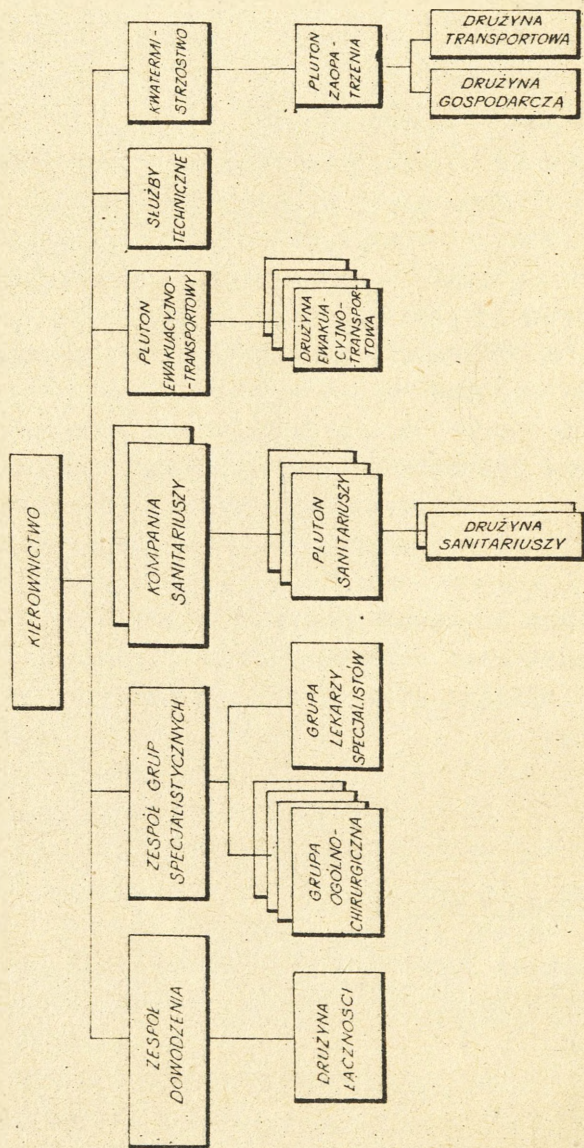 KIEROWNICTWO
ZESPÓŁ
DOWODZENIA
ZESPÓŁ GRUP
SPECJALISTYCZNYCH
KOMPANIA
SANITARIUSZY
PLUTON
EWAKUACYJNO-
-TRANSPORTOWY
SŁUŻBY
TECHNICZNE
KWATERMI-
STRZOSTWO
DRUŻYNA
ŁĄCZNOŚCI
GRUPA
OGÓLNO-
CHIRURGICZNA
GRUPA
LEKARZY
SPECJALISTÓW
PLUTON
SANITARIUSZY
DRUŻYNA
EWAKUA-
CYJNO-
TRANSPOR-
TOWA
PLUTON
ZAOPA-
TRZENIA
DRUŻYNA
SANITARIUSZY
DRUŻYNA
GOSPODARCZA
DRUŻYNA
TRANSPORTOWA